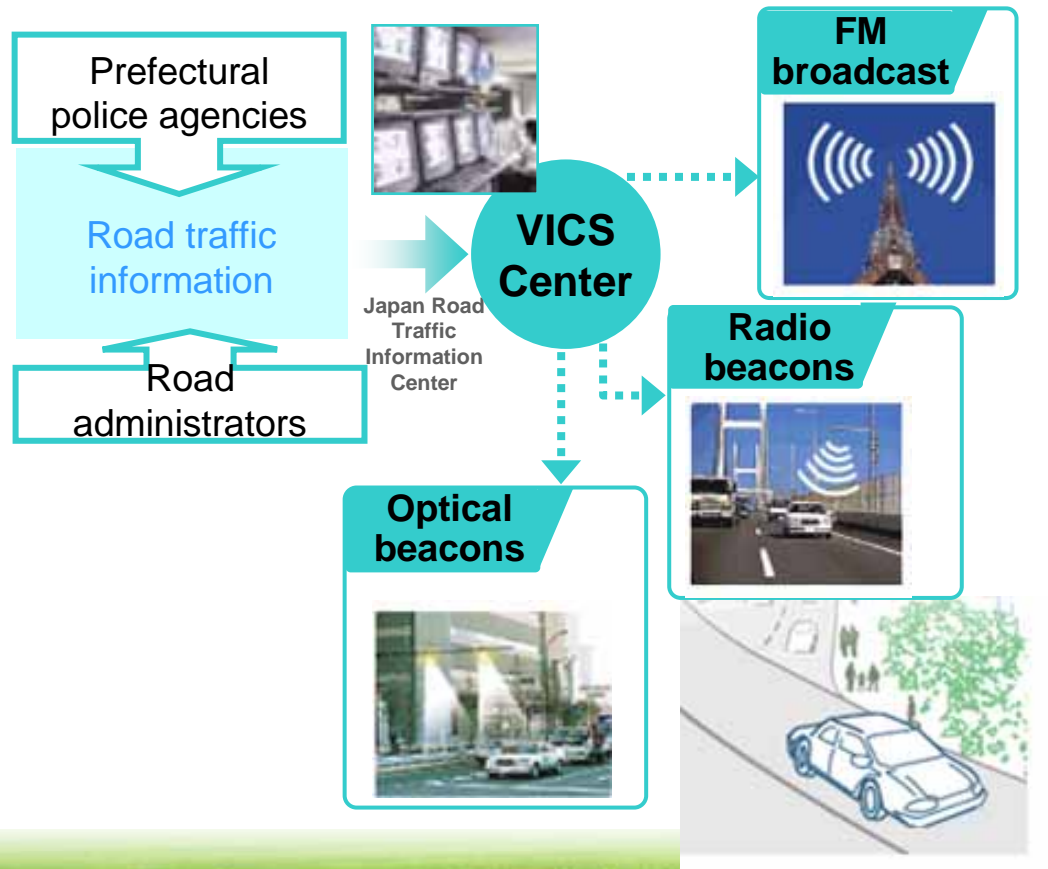 Prefectural
police agencies
Road traffic
information
Road
administrators
Japan Road
Traffic
Information
Center
VICS
Center
FM
broadcast
Radio
beacons
Optical
beacons